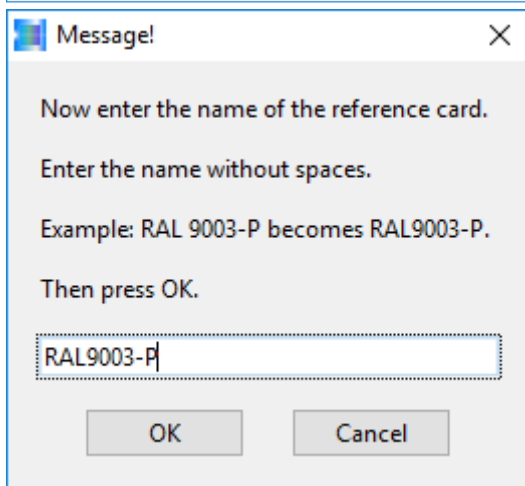 Message!
Now enter the name of the reference card.
Enter the name without spaces.
Example: RAL 9003-P becomes RAL9003-P.
Then press OK.
RAL9003-P
OK
Cancel